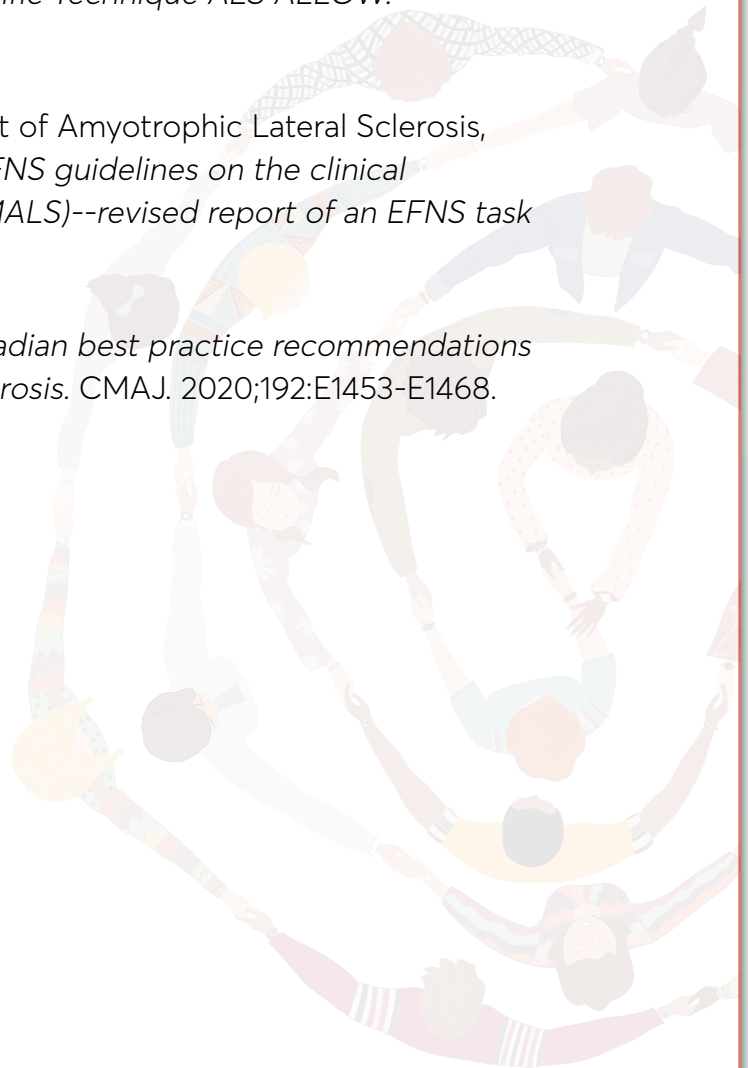 Technique ALS ALLOW.
t of Amyotrophic Lateral Sclerosis,
FNS guidelines on the clinical
MALS)--revised report of an EFNS task
adian best practice recommendations
rosis. CMAJ. 2020;192:E1453-E1468.